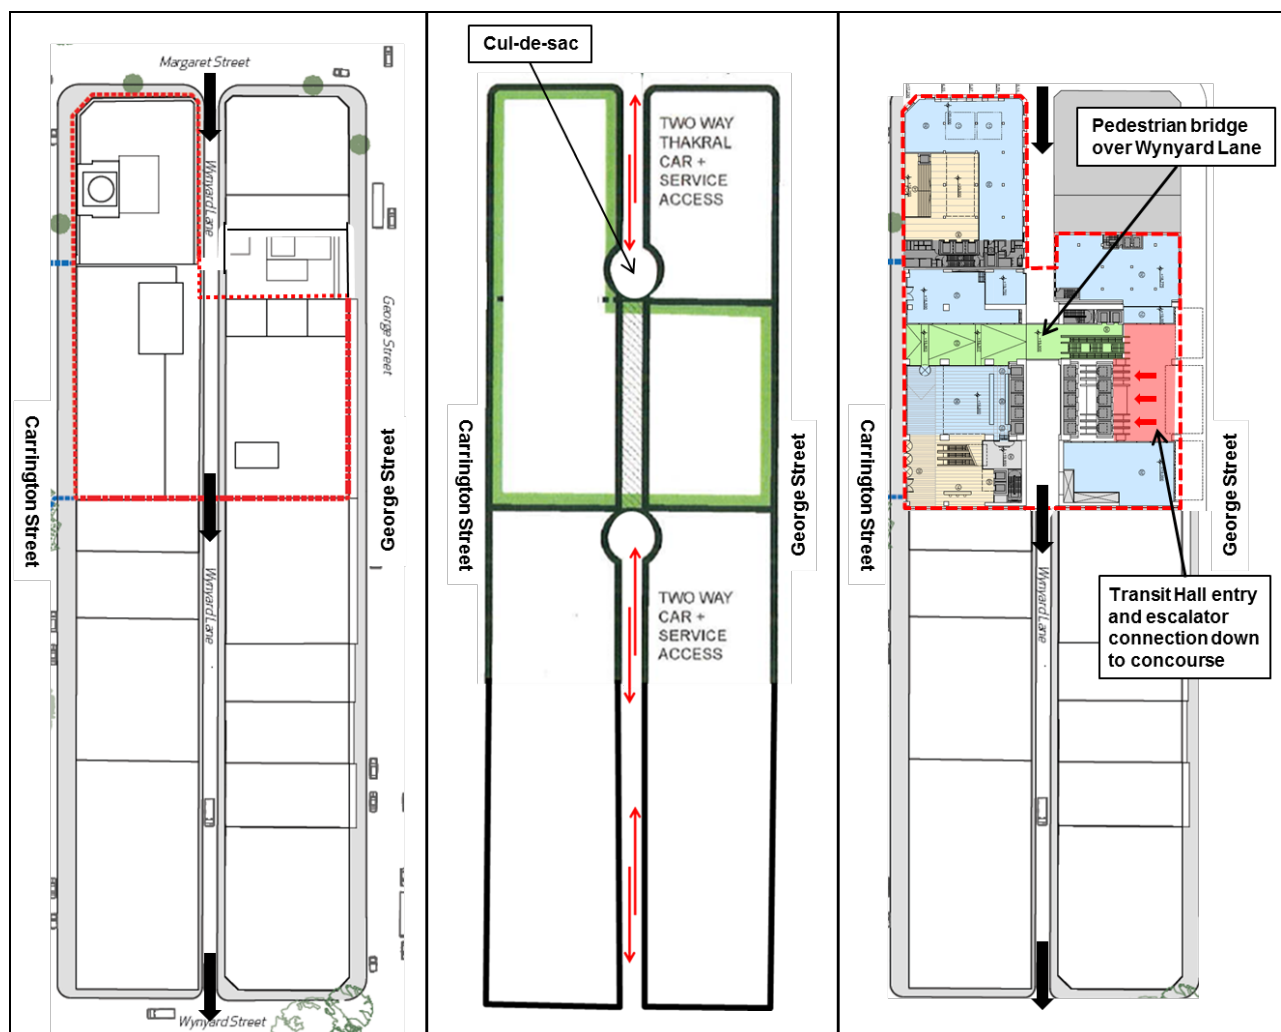 Margaret Street
Wynyard Lane
George Street
Carrington Street
George Street
Wynyard Lane
Wynyard Street
Cul-de-sac
TWO WAY
THAKRAL
CAR +
SERVICE
ACCESS
Carrington Street
George Street
TWO WAY
CAR +
SERVICE
ACCESS
Pedestrian bridge
over Wynyard Lane
Carrington Street
George Street
Wynyard Lane
Transit Hall entry
and escalator
connection down
to concourse